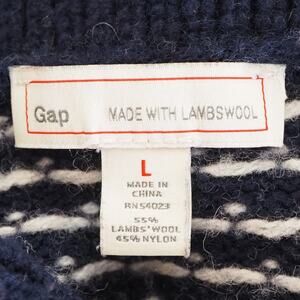 Gap MADE WITH LAMBSWOOL
L
MADE IN
CHINA
RN54023
55%
LAMBS' WOOL
45% NYLON